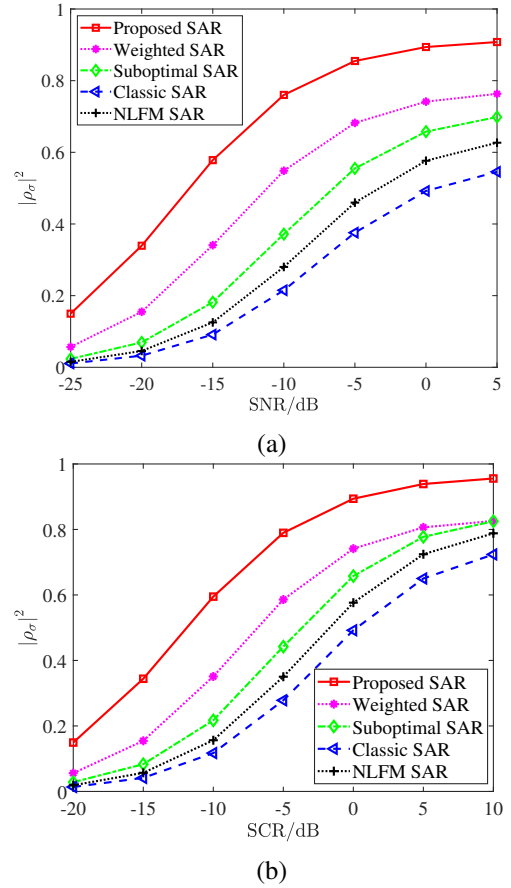 1
0.8
0.6
0.4
0.2
0
|ρσ|²
Proposed SAR
Weighted SAR
Suboptimal SAR
Classic SAR
NLFM SAR
-25 -20 -15 -10 -5 0 5
SNR/dB
(a)
1
0.8
0.6
0.4
0.2
0
|ρσ|²
Proposed SAR
Weighted SAR
Suboptimal SAR
Classic SAR
NLFM SAR
-20 -15 -10 -5 0 5 10
SCR/dB
(b)